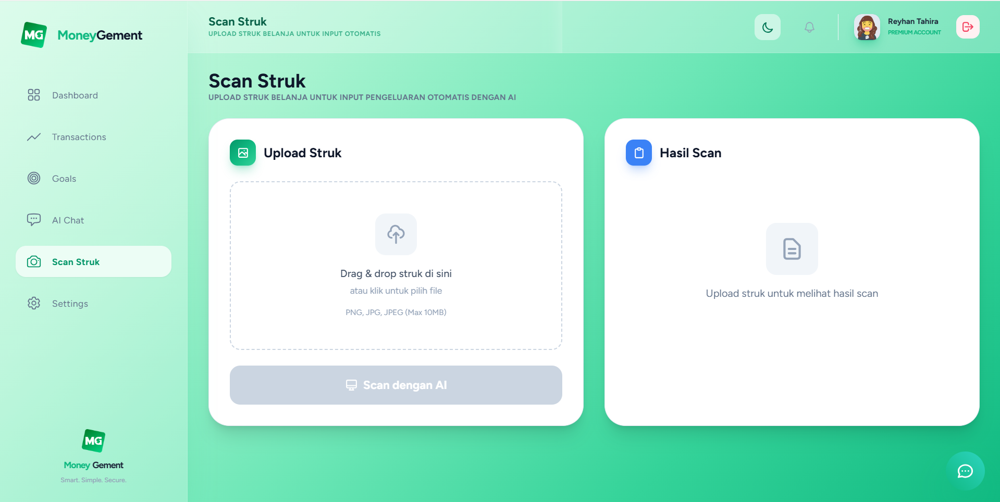 MG
MoneyGement
Dashboard
Transactions
Goals
AI Chat
Scan Struk
Settings
MG
Money Gement
Smart. Simple. Secure.
Scan Struk
UPLOAD STRUK BELANJA UNTUK INPUT OTOMATIS
Reyhan Tahira
PREMIUM ACCOUNT
Scan Struk
UPLOAD STRUK BELANJA UNTUK INPUT PENGELUARAN OTOMATIS DENGAN AI
Upload Struk
Drag & drop struk di sini
atau klik untuk pilih file
PNG, JPG, JPEG (Max 10MB)
Scan dengan AI
Hasil Scan
Upload struk untuk melihat hasil scan